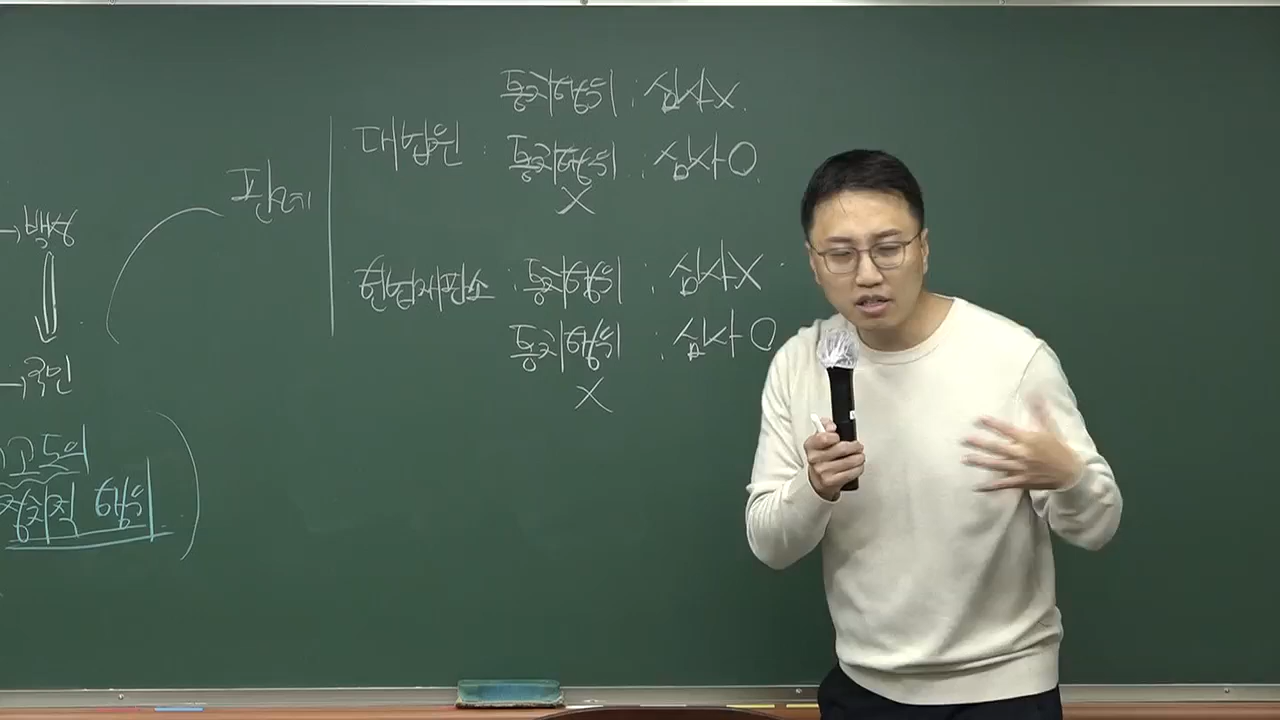 통치행위 : 심사X.
대법원 : 통치행위 : 심사O.
X
판례
→백성
헌법재판소 : 통치행위 : 심사X
통치행위 : 심사O
X
→국민
고도의
정치적 행위